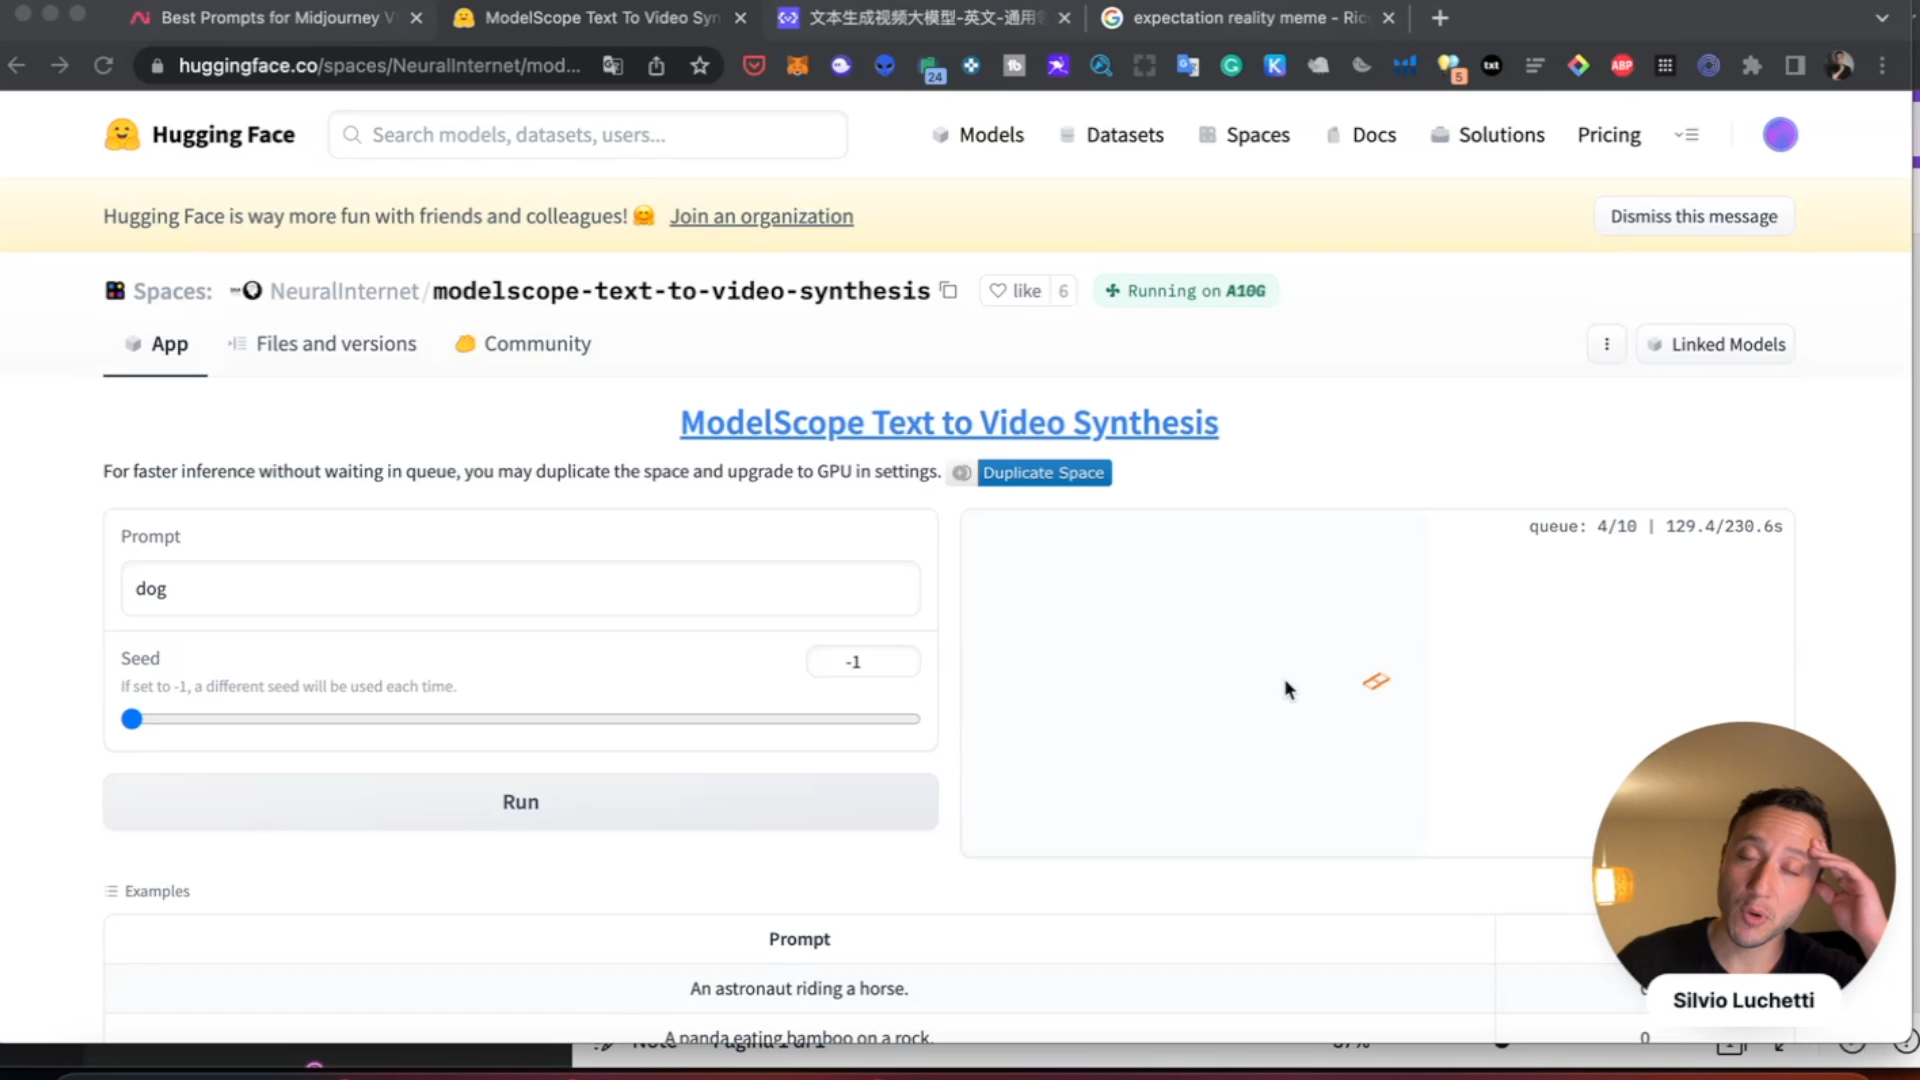 Best Prompts for Midjourney V
ModelScope Text To Video Syn
文本生成视频大模型-英文-通用领
expectation reality meme - Ric
huggingface.co/spaces/NeuralInternet/mod...
24
tb
K
5
txt
ABP
Hugging Face
Search models, datasets, users...
Models
Datasets
Spaces
Docs
Solutions
Pricing
Hugging Face is way more fun with friends and colleagues! 🤗 Join an organization
Dismiss this message
Spaces: NeuralInternet/modelscope-text-to-video-synthesis
like 6
Running on A10G
App
Files and versions
Community
Linked Models
ModelScope Text to Video Synthesis
For faster inference without waiting in queue, you may duplicate the space and upgrade to GPU in settings. Duplicate Space
Prompt
dog
queue: 4/10 | 129.4/230.6s
Seed
-1
If set to -1, a different seed will be used each time.
Run
Examples
Prompt
An astronaut riding a horse.
A panda eating bamboo on a rock.
0
Silvio Luchetti